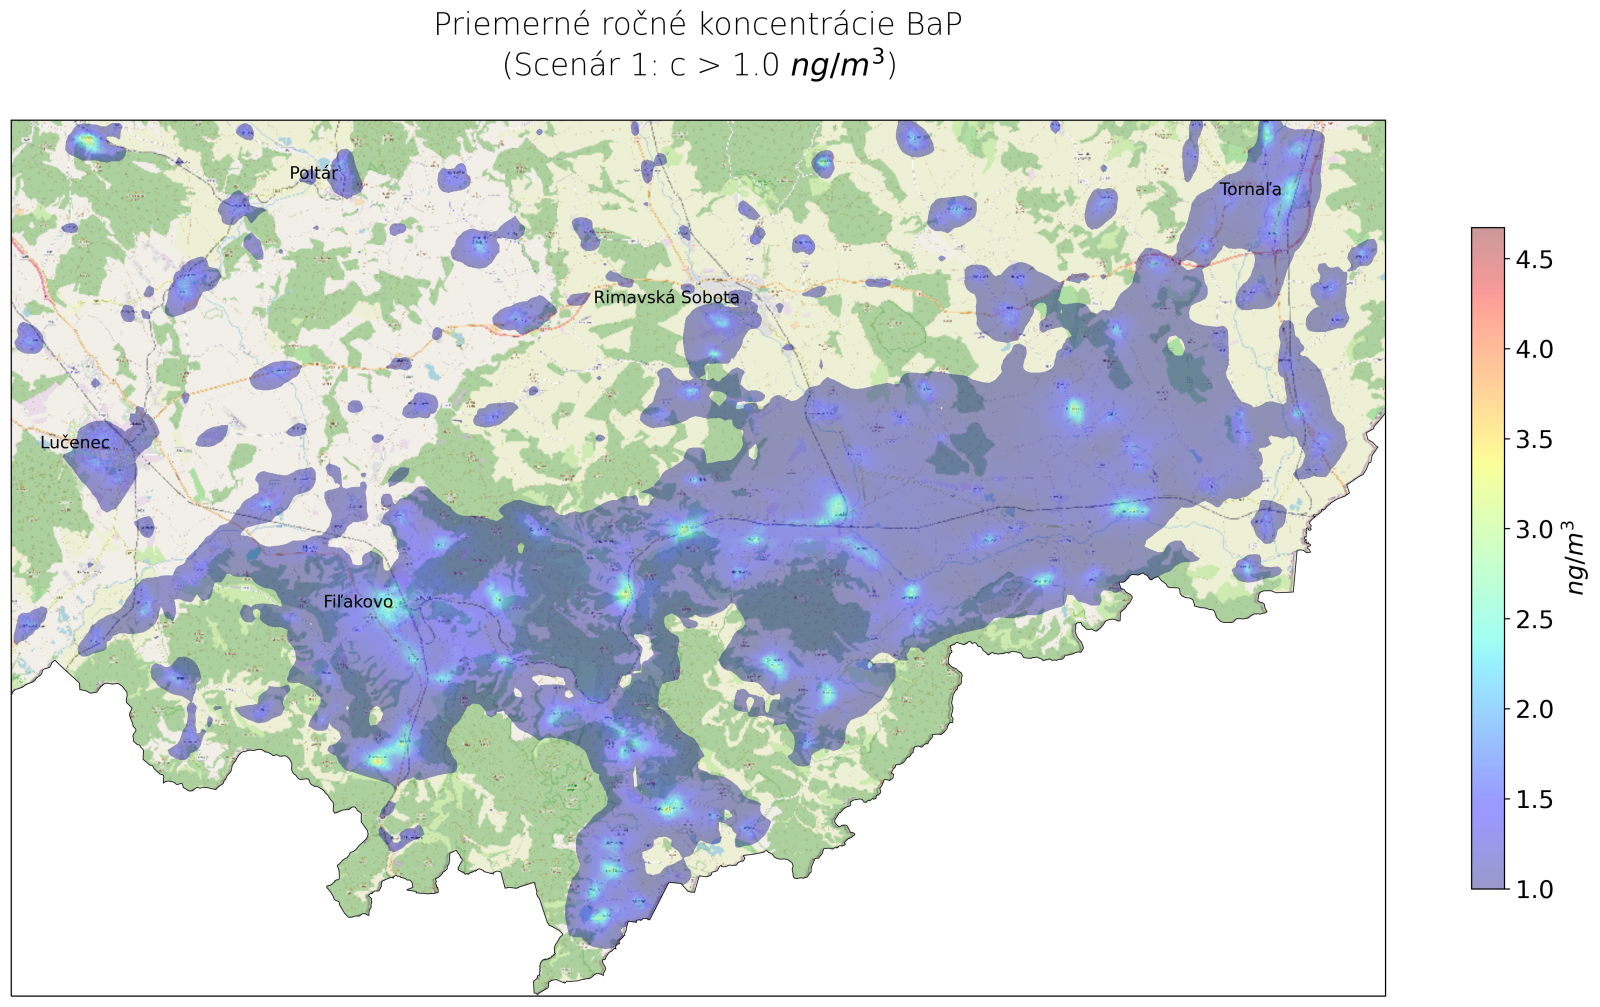 Priemerné ročné koncentrácie BaP
(Scenár 1: c > 1.0 ng/m³)
Poltár
Tornaľa
Rimavská Sobota
Lučenec
Fiľakovo
4.5
4.0
3.5
3.0
2.5
2.0
1.5
1.0
ng/m³